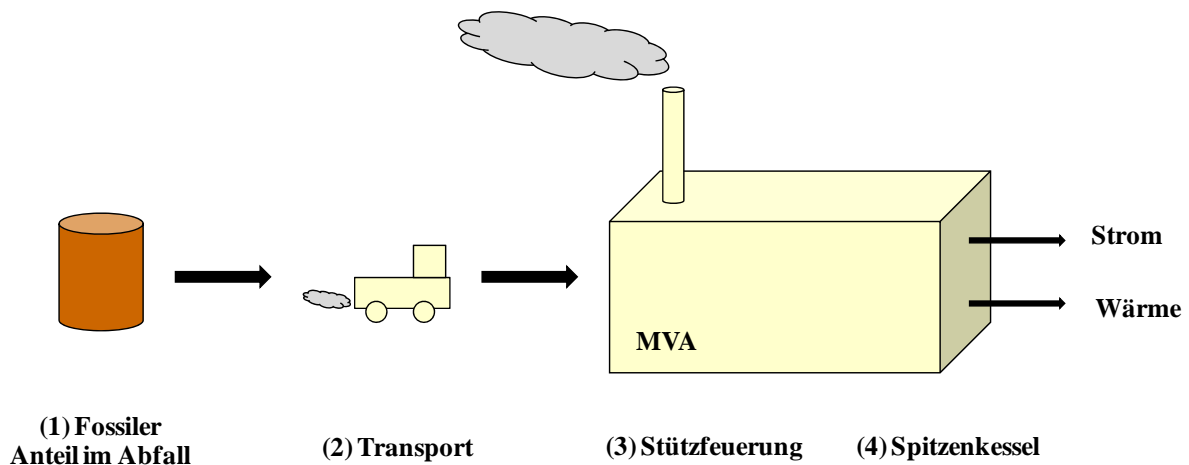 Strom
Wärme
MVA
(1) Fossiler
Anteil im Abfall
(2) Transport
(3) Stützfeuerung
(4) Spitzenkessel